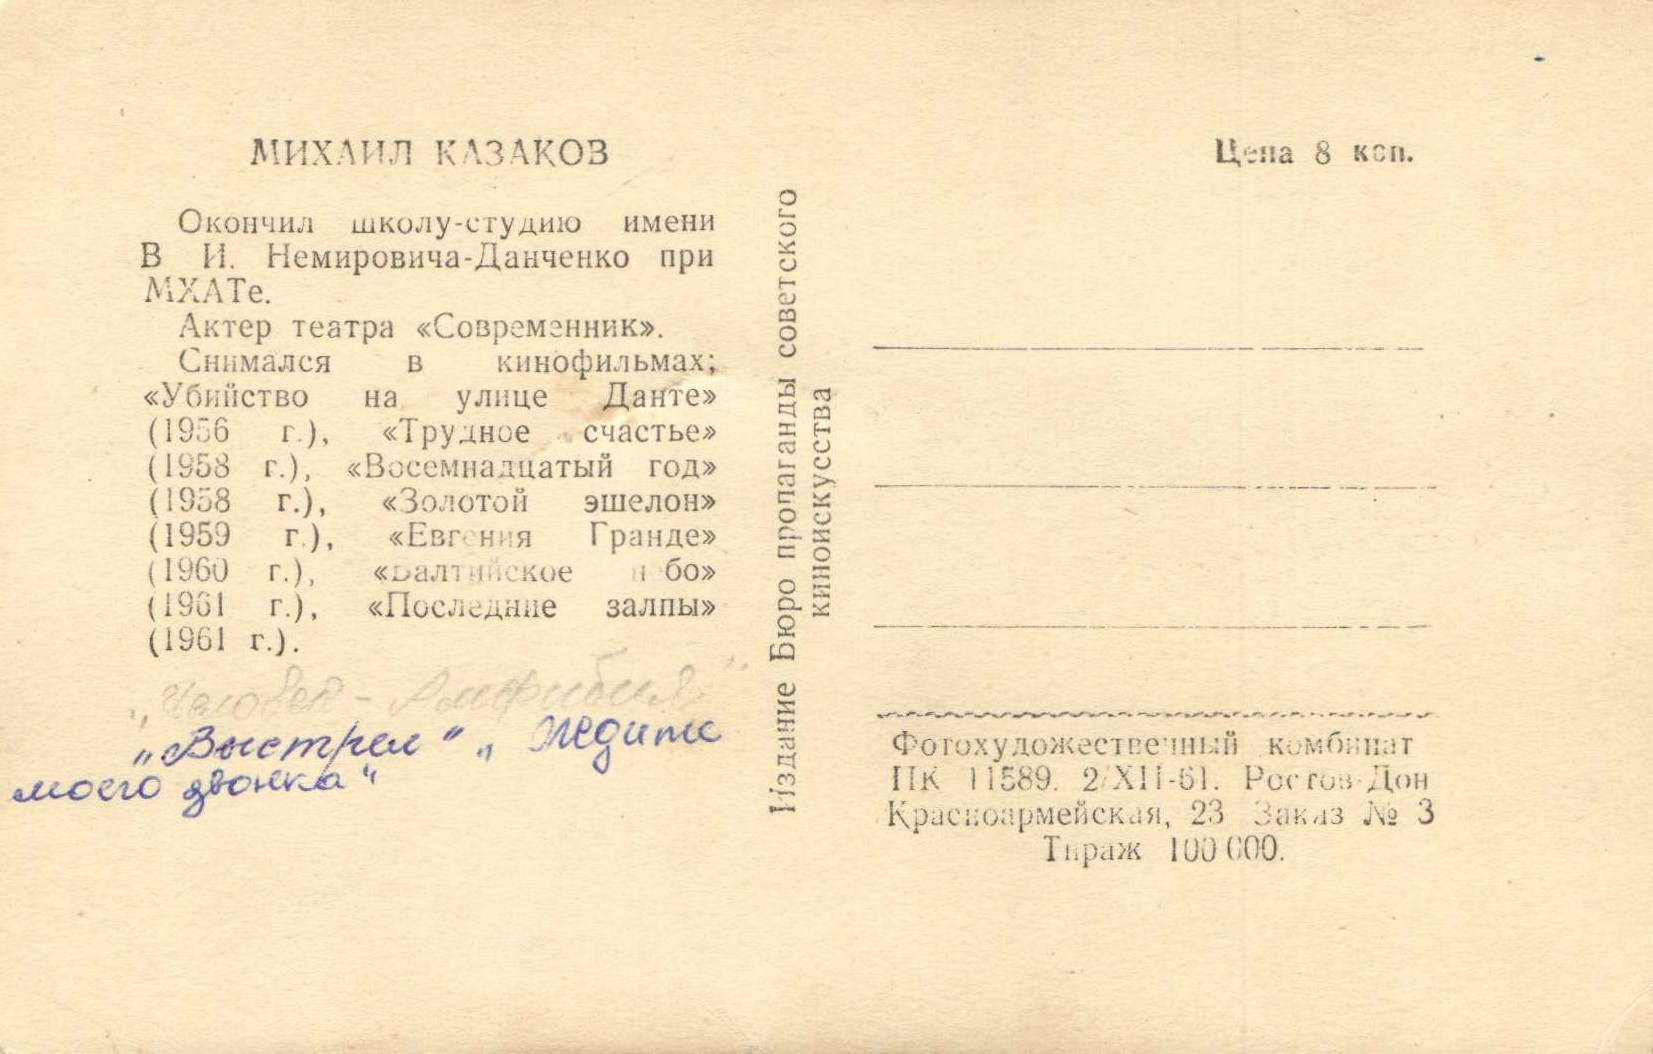 МИХАИЛ КАЗАКОВ
Окончил школу-студию имени
В И. Немировича-Данченко при
МХАТе.
Актер театра «Современник».
Снимался в кинофильмах;
«Убийство на улице Данте»
(1956 г.), «Трудное счастье»
(1958 г.), «Восемнадцатый год»
(1958 г.), «Золотой эшелон»
(1959 г.), «Евгения Гранде»
(1960 г.), «Балтийское небо»
(1961 г.), «Последние залпы»
(1961 г.).
„Человек - Амфибия"
„Выстрел" „Ждите
моего звонка"
Издание Бюро пропаганды советского
киноискусства
Цена 8 коп.
Фотохудожественный комбинат
ПК 11589. 2/XII-61. Ростов-Дон
Красноармейская, 23 Заказ № 3
Тираж 100 000.